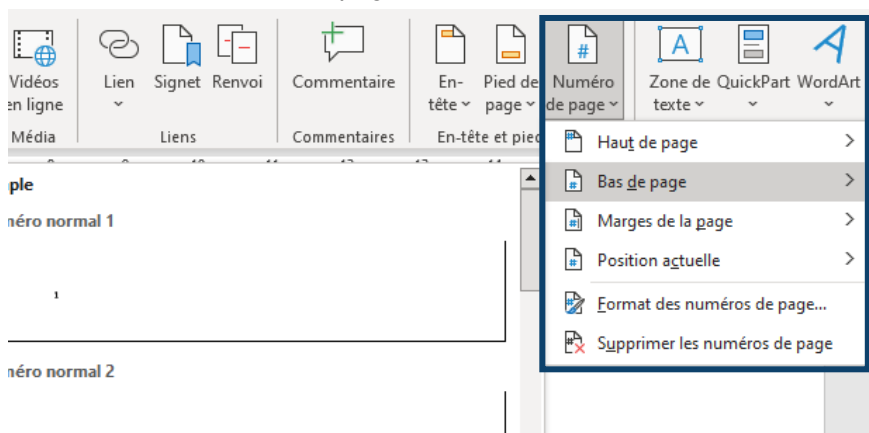 Vidéos
en ligne
Lien
Signet
Renvoi
Commentaire
En-
tête
Pied de
page
Numéro
de page
Zone de
texte
QuickPart
WordArt
Média
Liens
Commentaires
En-tête et pied
ple
néro normal 1
1
néro normal 2
Haut de page
Bas de page
Marges de la page
Position actuelle
Format des numéros de page...
Supprimer les numéros de page